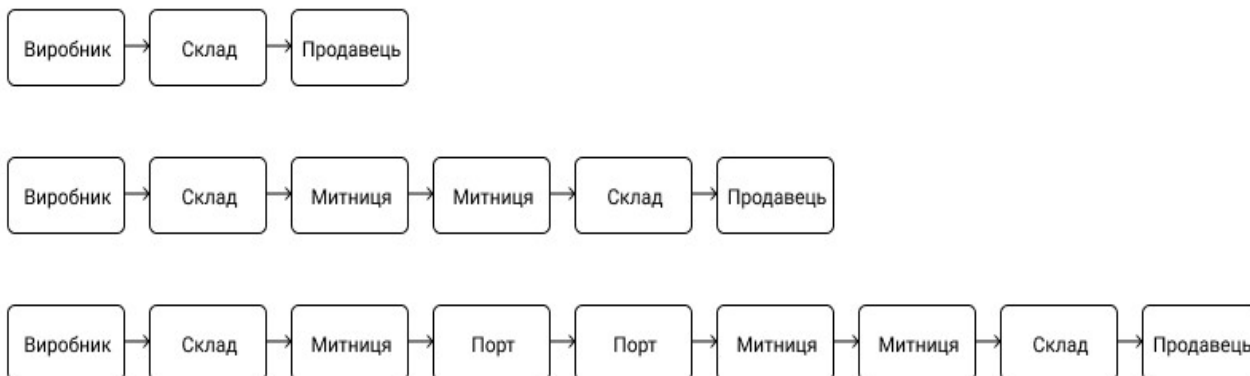 Виробник Склад Продавець
Виробник Склад Митниця Митниця Склад Продавець
Виробник Склад Митниця Порт Порт Митниця Митниця Склад Продавець